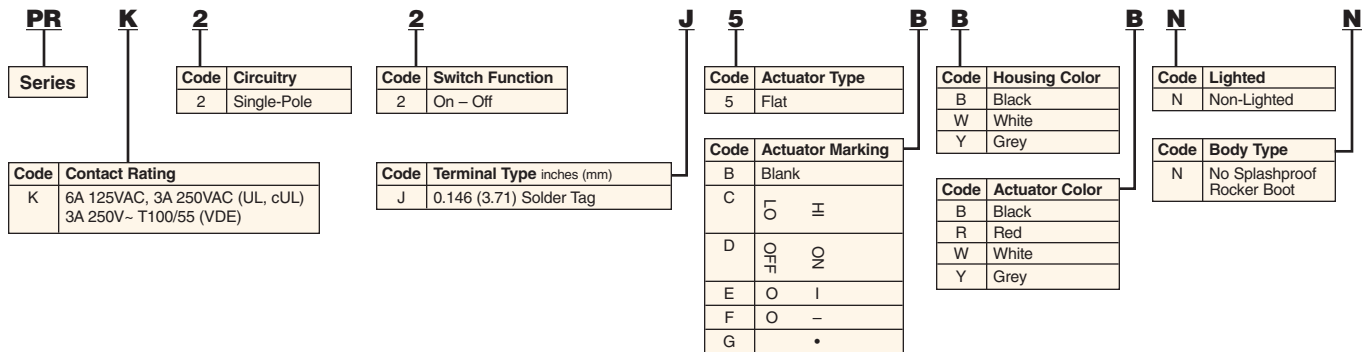 PR K 2 2 J 5 B B B N N
Series
Code Circuitry
2 Single-Pole
Code Switch Function
2 On – Off
Code Actuator Type
5 Flat
Code Housing Color
B Black
W White
Y Grey
Code Lighted
N Non-Lighted
Code Contact Rating
K 6A 125VAC, 3A 250VAC (UL, cUL)
3A 250V~ T100/55 (VDE)
Code Terminal Type inches (mm)
J 0.146 (3.71) Solder Tag
Code Actuator Marking
B Blank
C LO HI
D OFF ON
E O I
F O –
G •
Code Actuator Color
B Black
R Red
W White
Y Grey
Code Body Type
N No Splashproof
Rocker Boot